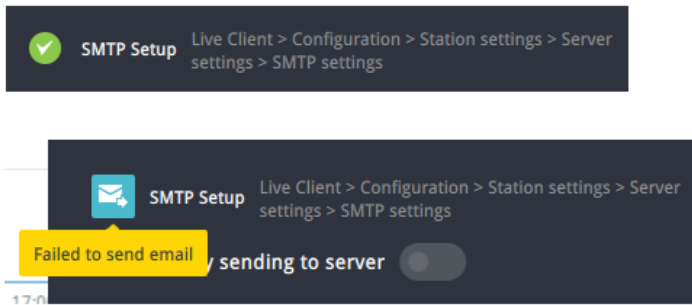 SMTP Setup Live Client > Configuration > Station settings > Server
settings > SMTP settings
SMTP Setup Live Client > Configuration > Station settings > Server
settings > SMTP settings
Failed to send email y sending to server